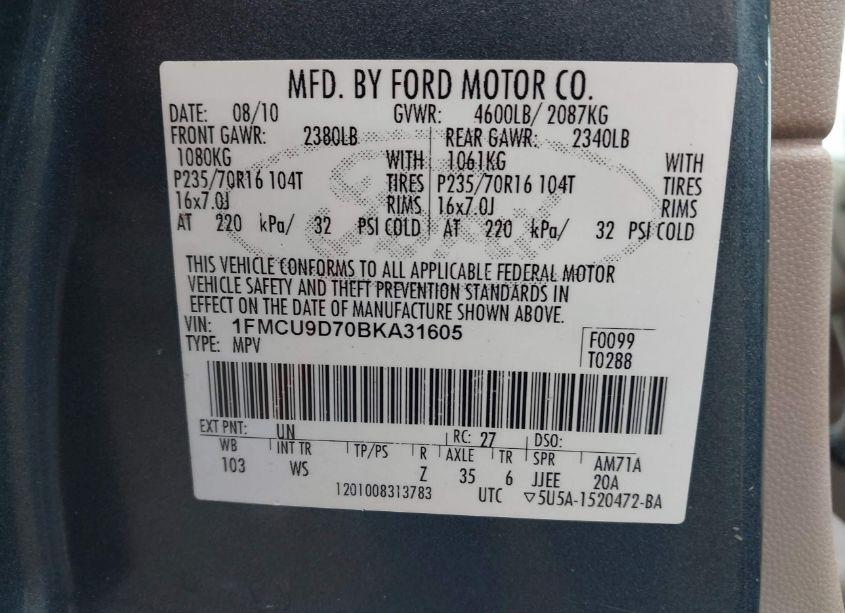 MFD. BY FORD MOTOR CO.
DATE: 08/10 GVWR: 4600LB/ 2087KG
FRONT GAWR: 2380LB REAR GAWR: 2340LB
1080KG WITH 1061KG WITH
P235/70R16 104T TIRES P235/70R16 104T TIRES
16x7.0J RIMS 16x7.0J RIMS
AT 220 kPa/ 32 PSI COLD AT 220 kPa/ 32 PSI COLD
THIS VEHICLE CONFORMS TO ALL APPLICABLE FEDERAL MOTOR
VEHICLE SAFETY AND THEFT PREVENTION STANDARDS IN
EFFECT ON THE DATE OF MANUFACTURE SHOWN ABOVE.
VIN: 1FMCU9D70BKA31605 F0099
TYPE: MPV T0288
EXT PNT: UN RC: 27 DSO:
WB INT TR TP/PS R AXLE TR SPR AM71A
103 WS Z 35 6 JJEE 20A
1201008313783 UTC ▽5U5A-1520472-BA
Ford